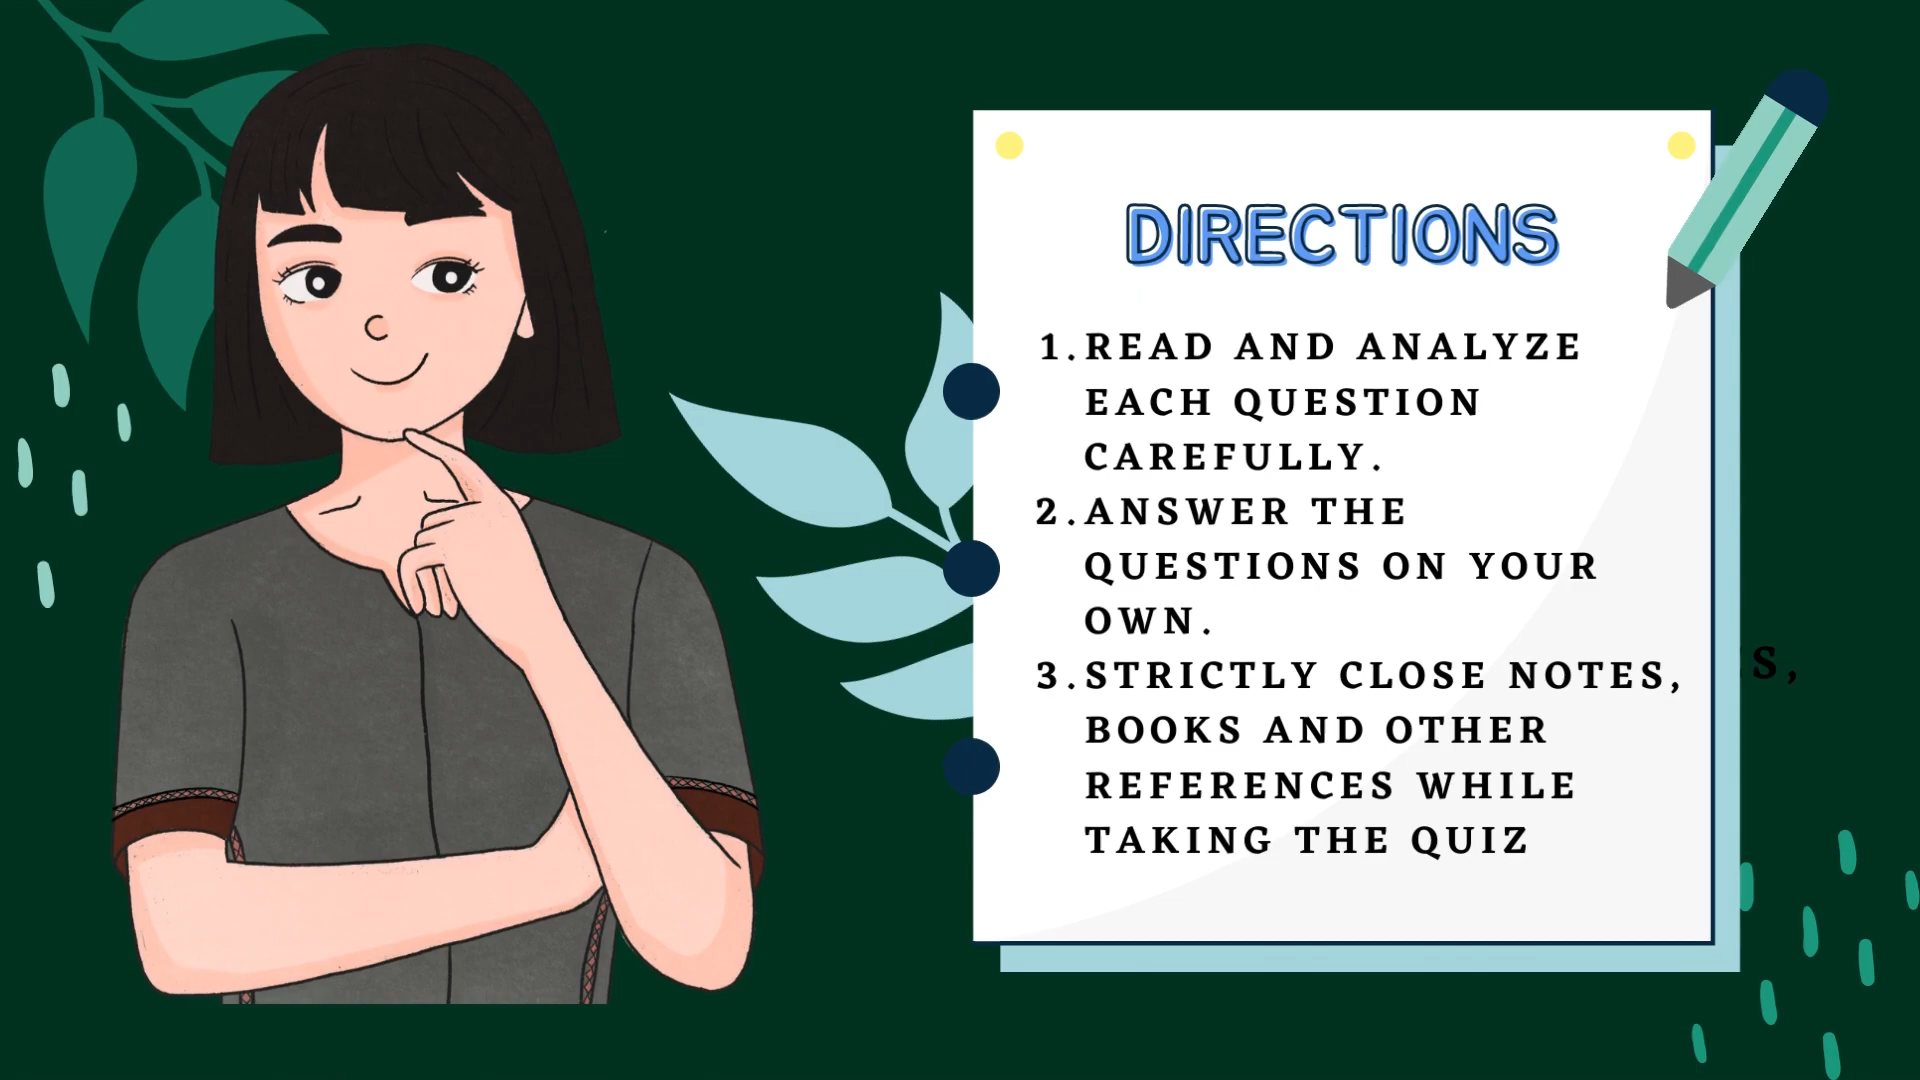 DIRECTIONS
1. READ AND ANALYZE
EACH QUESTION
CAREFULLY.
2. ANSWER THE
QUESTIONS ON YOUR
OWN.
3. STRICTLY CLOSE NOTES,
BOOKS AND OTHER
REFERENCES WHILE
TAKING THE QUIZ
S,